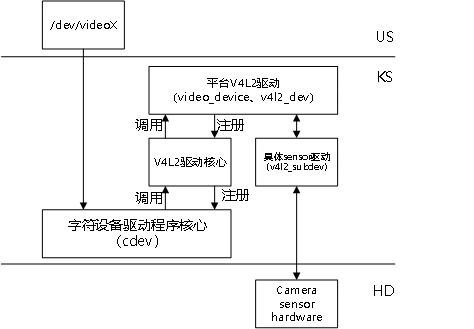 /dev/videoX
US
KS
平台V4L2驱动
(video_device、v4l2_dev)
调用
注册
V4L2驱动核心
具体sensor驱动
(v4l2_subdev)
调用
注册
字符设备驱动程序核心
(cdev)
HD
Camera
sensor
hardware